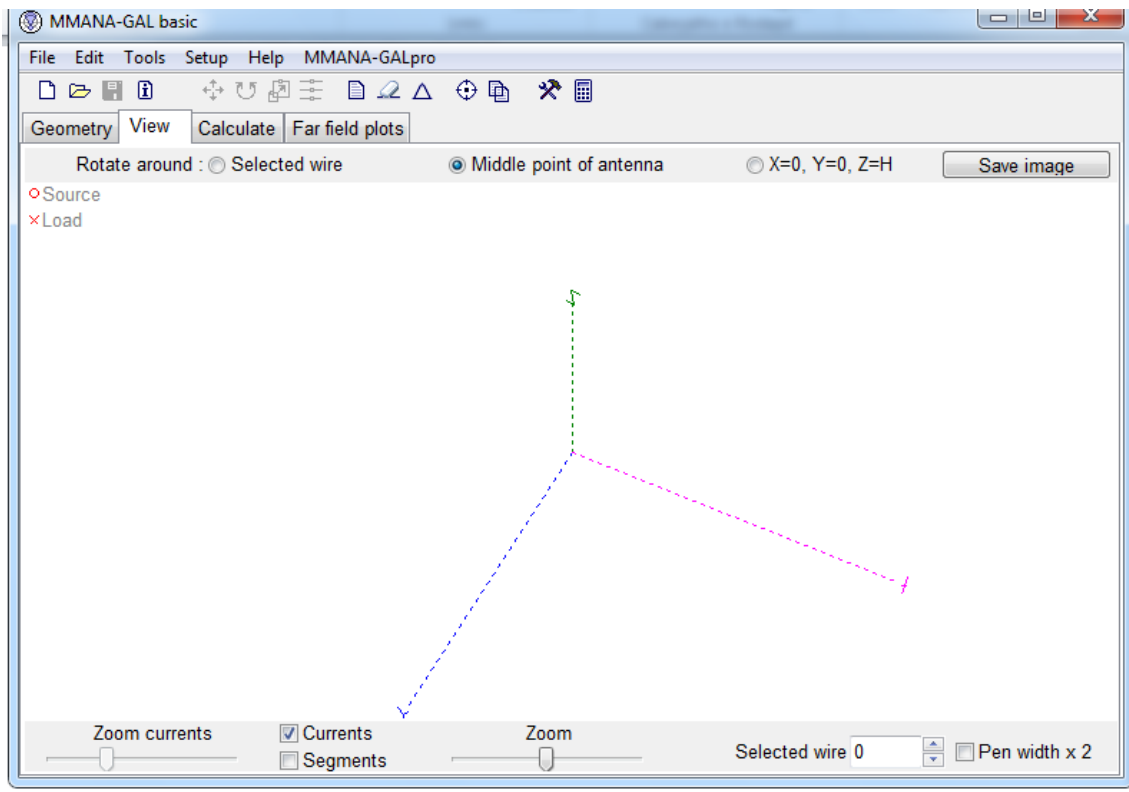 MMANA-GAL basic
File Edit Tools Setup Help MMANA-GALpro
Geometry View Calculate Far field plots
Rotate around : Selected wire Middle point of antenna X=0, Y=0, Z=H Save image
Source
Load
Z
Y
Zoom currents Currents Zoom
Segments Selected wire 0 Pen width x 2